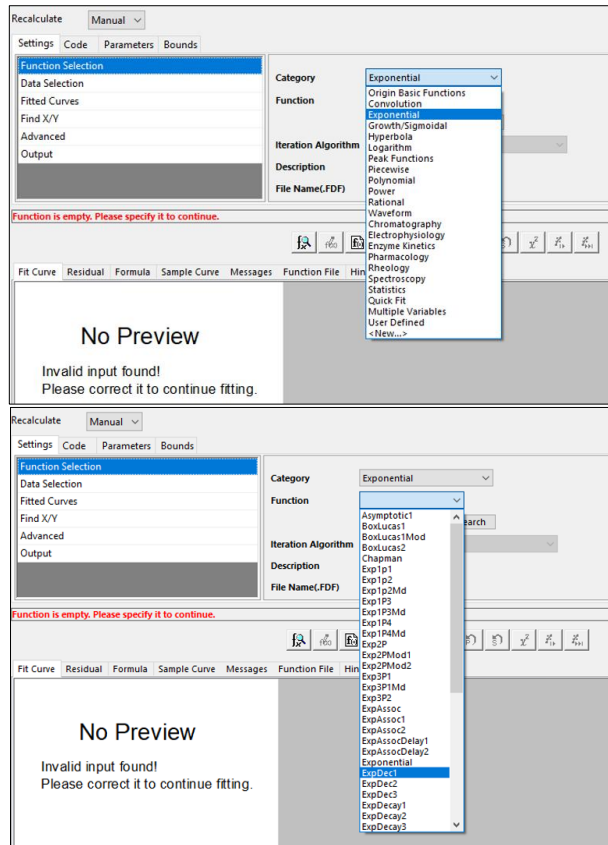 Recalculate Manual
Settings Code Parameters Bounds
Function Selection
Data Selection
Fitted Curves
Find X/Y
Advanced
Output
Category Exponential
Function
Iteration Algorithm
Description
File Name(.FDF)
Origin Basic Functions
Convolution
Exponential
Growth/Sigmoidal
Hyperbola
Logarithm
Peak Functions
Piecewise
Polynomial
Power
Rational
Waveform
Chromatography
Electrophysiology
Enzyme Kinetics
Pharmacology
Rheology
Spectroscopy
Statistics
Quick Fit
Multiple Variables
User Defined
<New...>
Function is empty. Please specify it to continue.
Fit Curve Residual Formula Sample Curve Messages Function File Hin
No Preview
Invalid input found!
Please correct it to continue fitting.
Recalculate Manual
Settings Code Parameters Bounds
Function Selection
Data Selection
Fitted Curves
Find X/Y
Advanced
Output
Category Exponential
Function
earch
Iteration Algorithm
Description
File Name(.FDF)
Asymptotic1
BoxLucas1
BoxLucas1Mod
BoxLucas2
Chapman
Exp1p1
Exp1p2
Exp1p2Md
Exp1P3
Exp1P3Md
Exp1P4
Exp1P4Md
Exp2P
Exp2PMod1
Exp2PMod2
Exp3P1
Exp3P1Md
Exp3P2
ExpAssoc
ExpAssoc1
ExpAssoc2
ExpAssocDelay1
ExpAssocDelay2
Exponential
ExpDec1
ExpDec2
ExpDec3
ExpDecay1
ExpDecay2
ExpDecay3
Function is empty. Please specify it to continue.
Fit Curve Residual Formula Sample Curve Messages Function File Hin
No Preview
Invalid input found!
Please correct it to continue fitting.